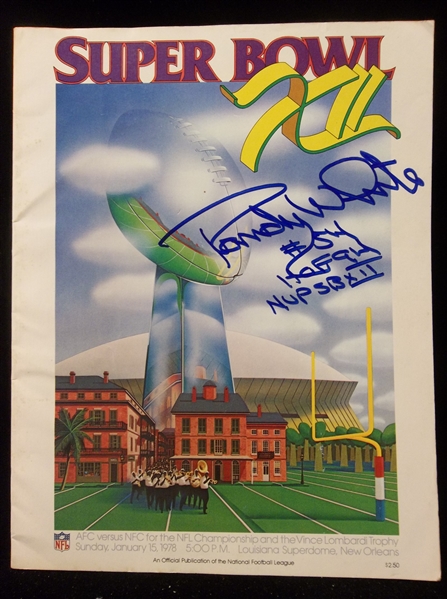 SUPER BOWL
XII
Randy White
#54
HOF 94
MVP SB XII
NFL
AFC versus NFC for the NFL Championship and the Vince Lombardi Trophy
Sunday, January 15, 1978 5:00 P.M. Louisiana Superdome, New Orleans
An Official Publication of the National Football League
$2.50